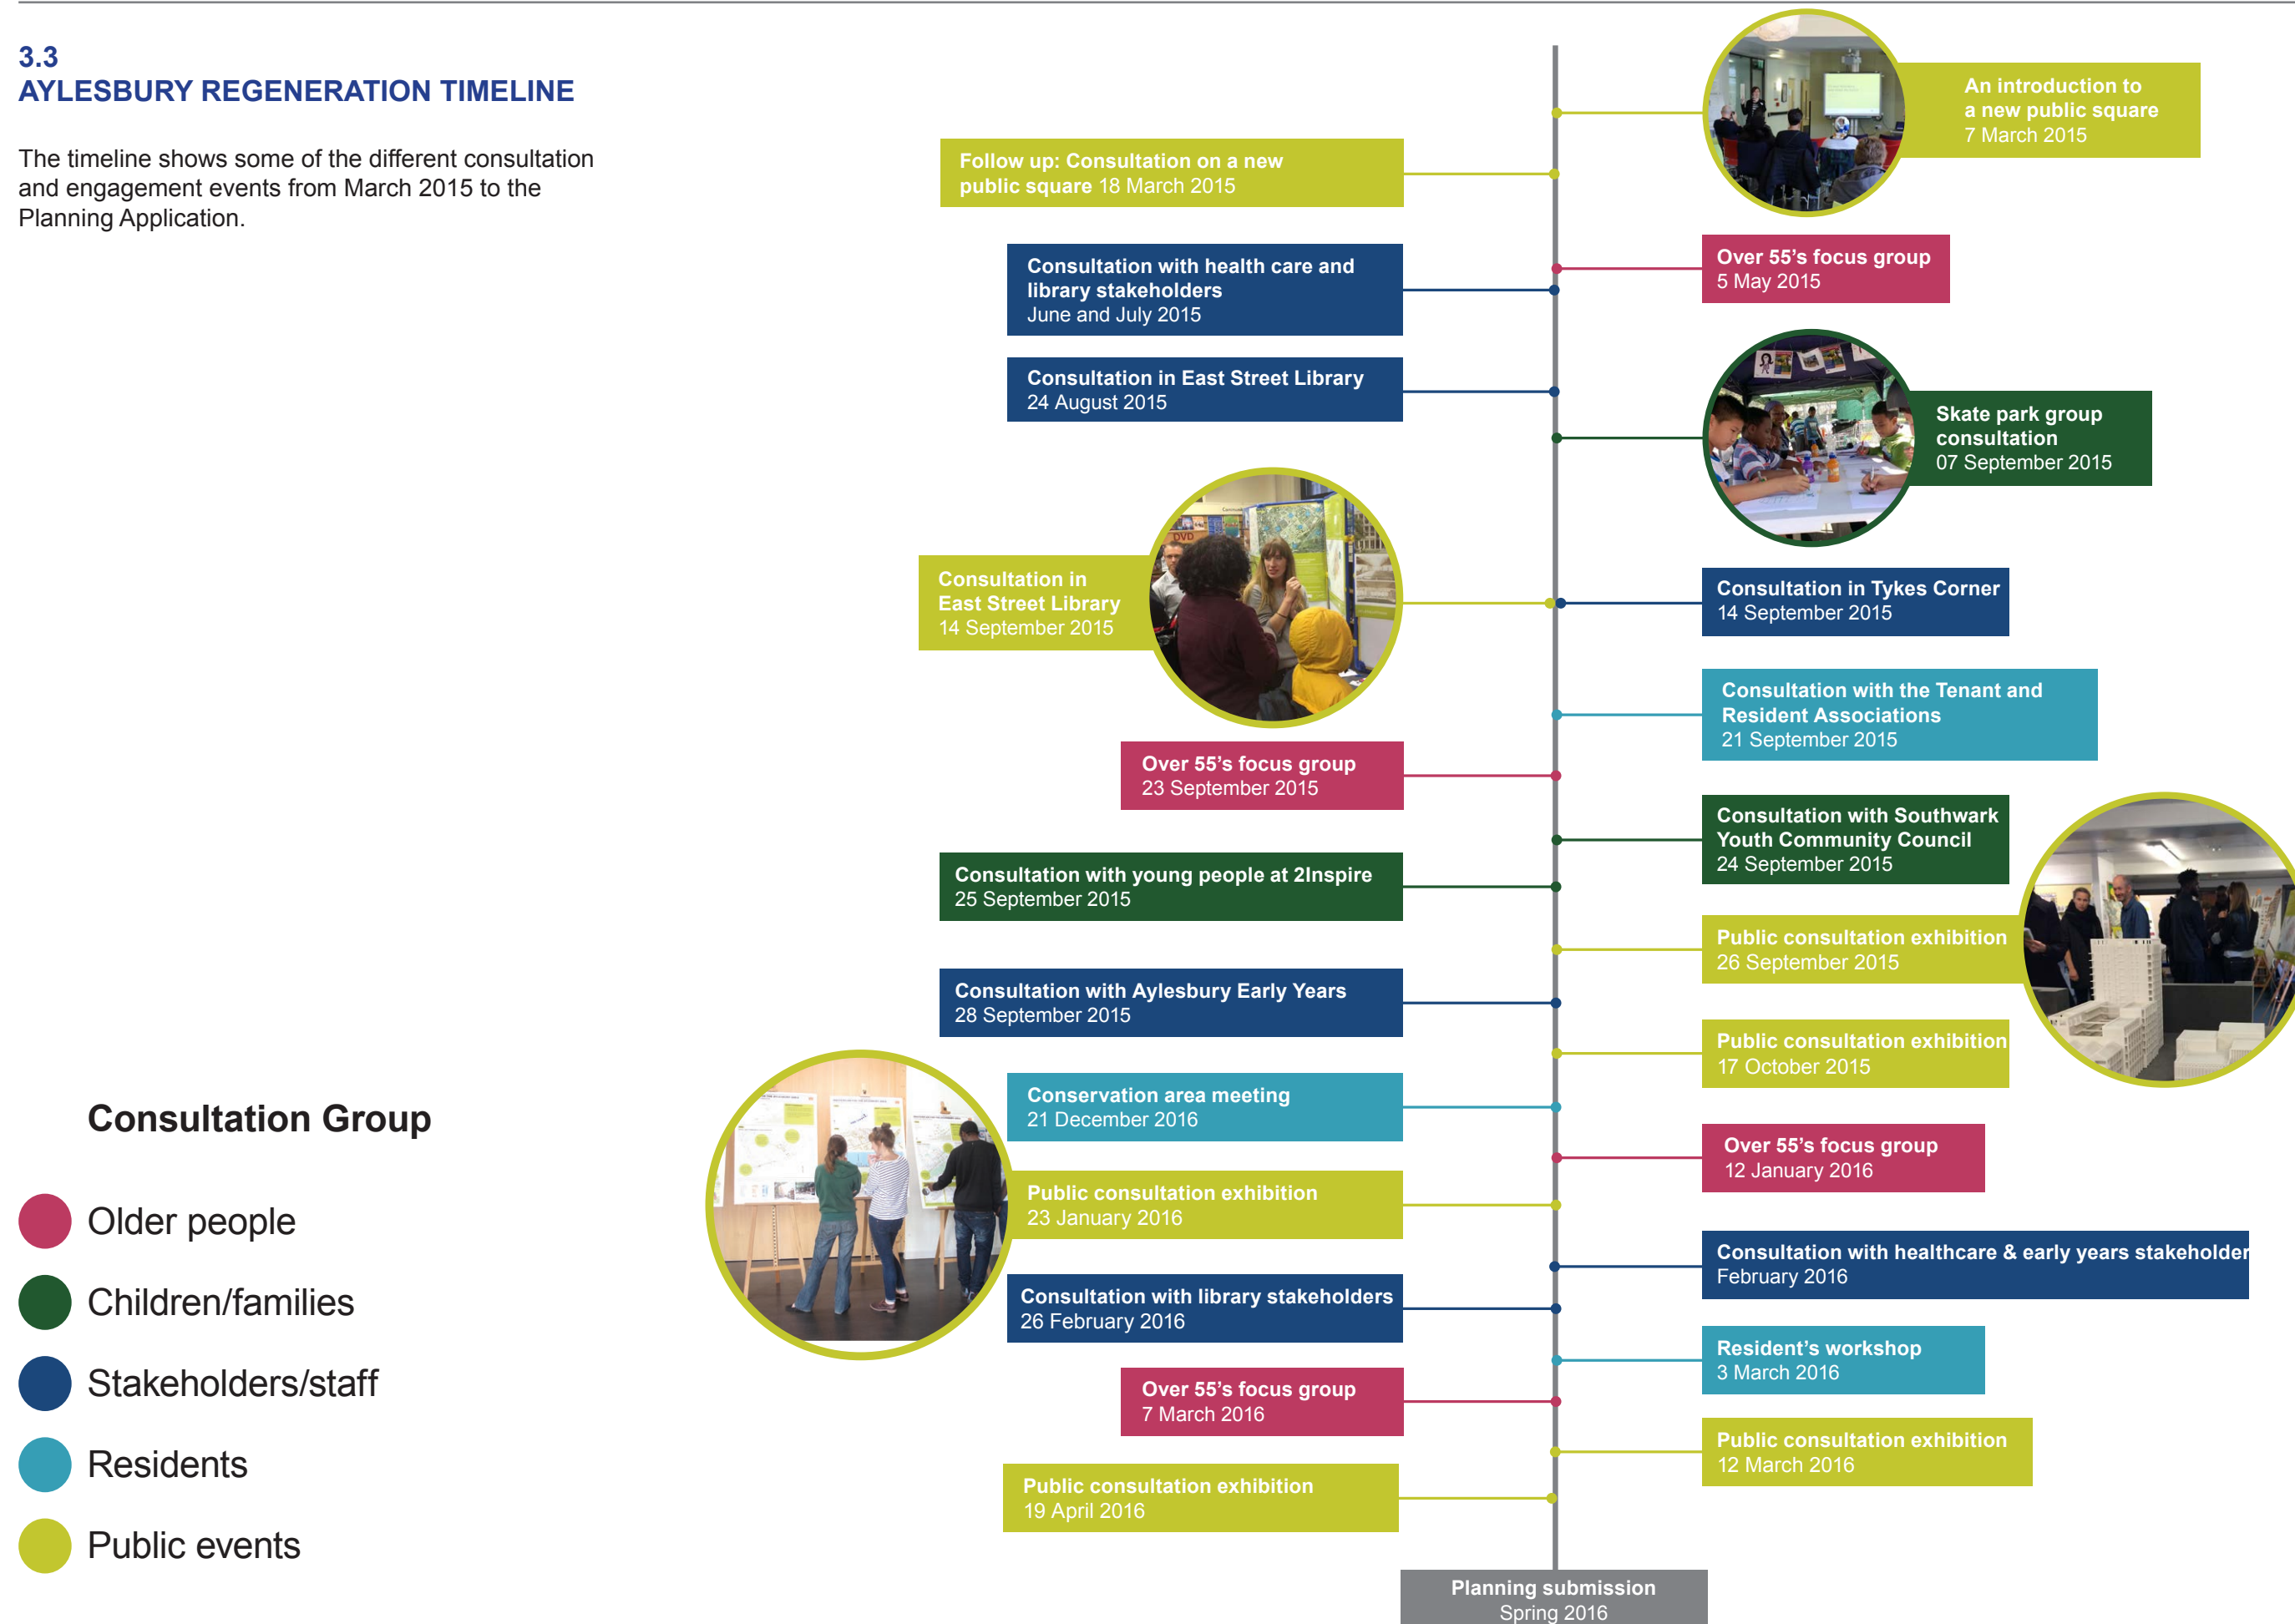 3.3
AYLESBURY REGENERATION TIMELINE
The timeline shows some of the different consultation
and engagement events from March 2015 to the
Planning Application.
An introduction to
a new public square
7 March 2015
Follow up: Consultation on a new
public square 18 March 2015
Over 55’s focus group
5 May 2015
Consultation with health care and
library stakeholders
June and July 2015
Consultation in East Street Library
24 August 2015
Skate park group
consultation
07 September 2015
Consultation in
East Street Library
14 September 2015
DVD
Consultation in Tykes Corner
14 September 2015
Consultation with the Tenant and
Resident Associations
21 September 2015
Over 55’s focus group
23 September 2015
Consultation with Southwark
Youth Community Council
24 September 2015
Consultation with young people at 2Inspire
25 September 2015
Public consultation exhibition
26 September 2015
Consultation with Aylesbury Early Years
28 September 2015
Public consultation exhibition
17 October 2015
Conservation area meeting
21 December 2016
Over 55’s focus group
12 January 2016
Public consultation exhibition
23 January 2016
Consultation with healthcare & early years stakeholder
February 2016
Consultation with library stakeholders
26 February 2016
Resident’s workshop
3 March 2016
Over 55’s focus group
7 March 2016
Public consultation exhibition
12 March 2016
Public consultation exhibition
19 April 2016
Planning submission
Spring 2016
Consultation Group
Older people
Children/families
Stakeholders/staff
Residents
Public events